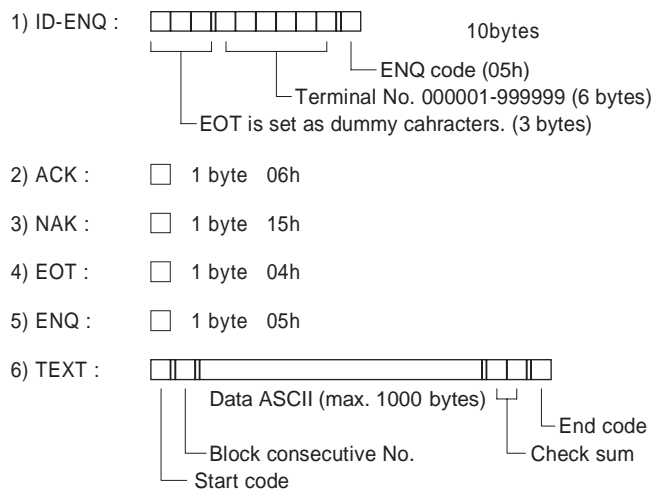 1) ID-ENQ :
10bytes
ENQ code (05h)
Terminal No. 000001-999999 (6 bytes)
EOT is set as dummy cahracters. (3 bytes)
2) ACK : 1 byte 06h
3) NAK : 1 byte 15h
4) EOT : 1 byte 04h
5) ENQ : 1 byte 05h
6) TEXT :
Data ASCII (max. 1000 bytes)
End code
Block consecutive No. Check sum
Start code